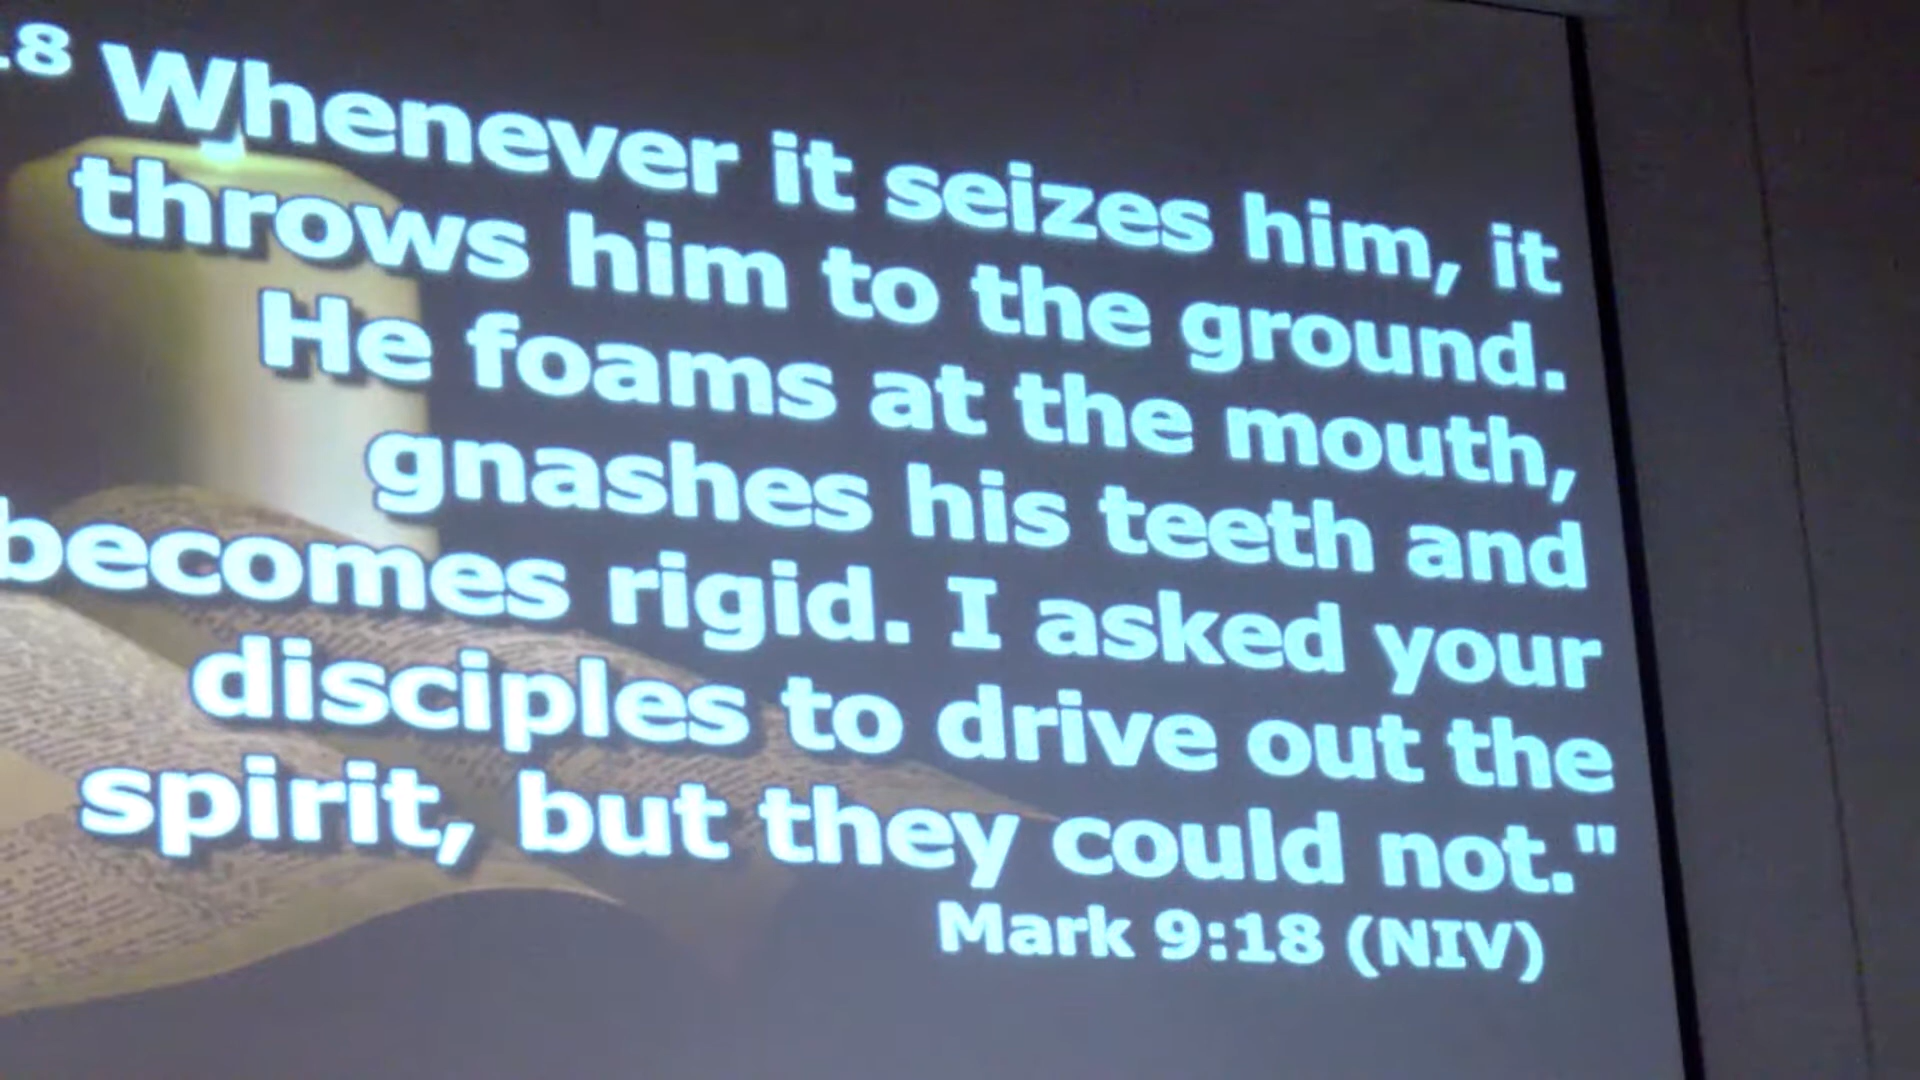 18 Whenever it seizes him, it
throws him to the ground.
He foams at the mouth,
gnashes his teeth and
becomes rigid. I asked your
disciples to drive out the
spirit, but they could not."
Mark 9:18 (NIV)